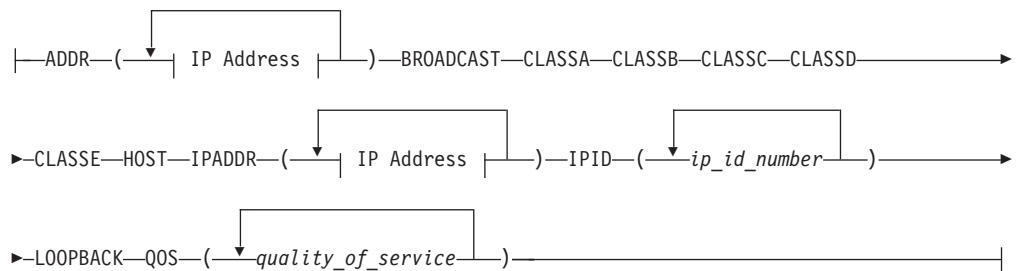 ADDR ( IP Address ) BROADCAST CLASSA CLASSB CLASSC CLASSD
CLASSE HOST IPADDR ( IP Address ) IPID ( ip_id_number )
LOOPBACK QOS ( quality_of_service )